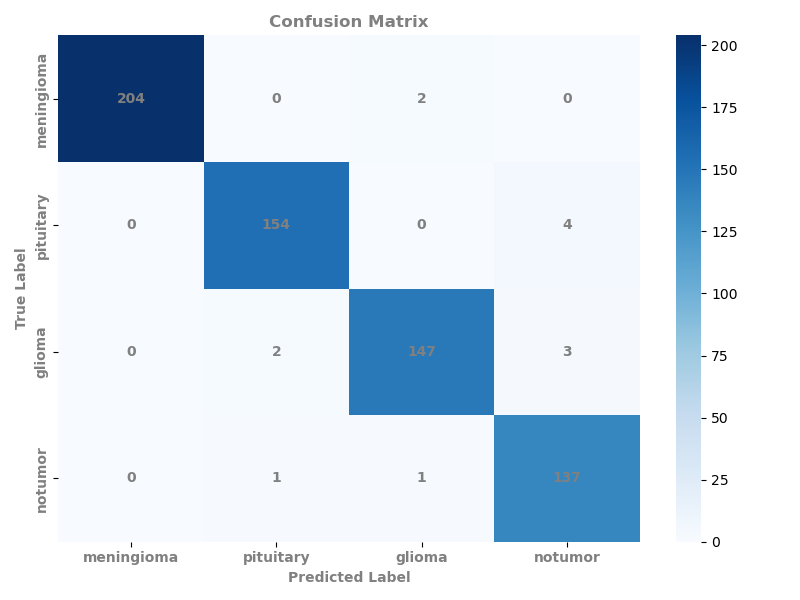 Confusion Matrix
True Label
meningioma 204 0 2 0
pituitary 0 154 0 4
glioma 0 2 147 3
notumor 0 1 1 137
meningioma pituitary glioma notumor
Predicted Label
200
175
150
125
100
75
50
25
0